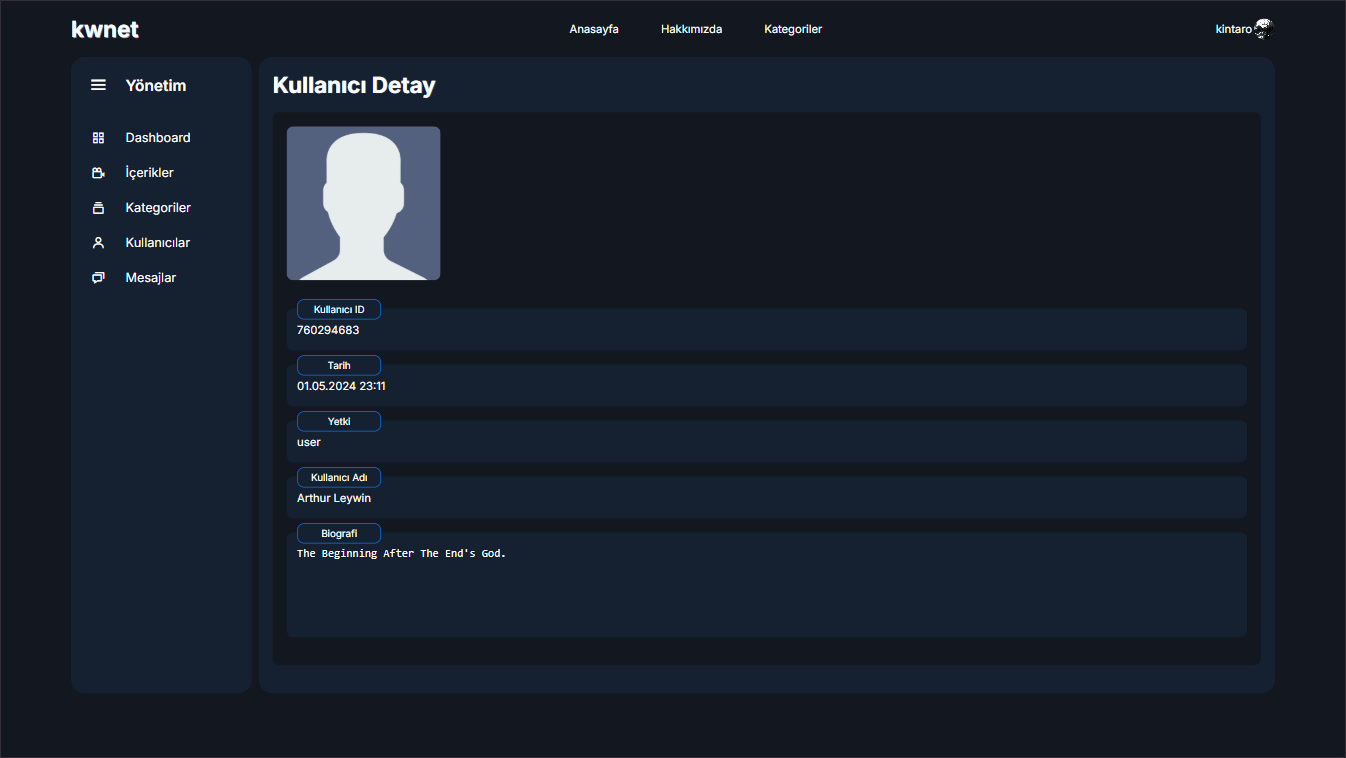 kwnet
Anasayfa
Hakkımızda
Kategoriler
kintaro
Yönetim
Dashboard
İçerikler
Kategoriler
Kullanıcılar
Mesajlar
Kullanıcı Detay
Kullanıcı ID
760294683
Tarih
01.05.2024 23:11
Yetki
user
Kullanıcı Adı
Arthur Leywin
Biografi
The Beginning After The End's God.